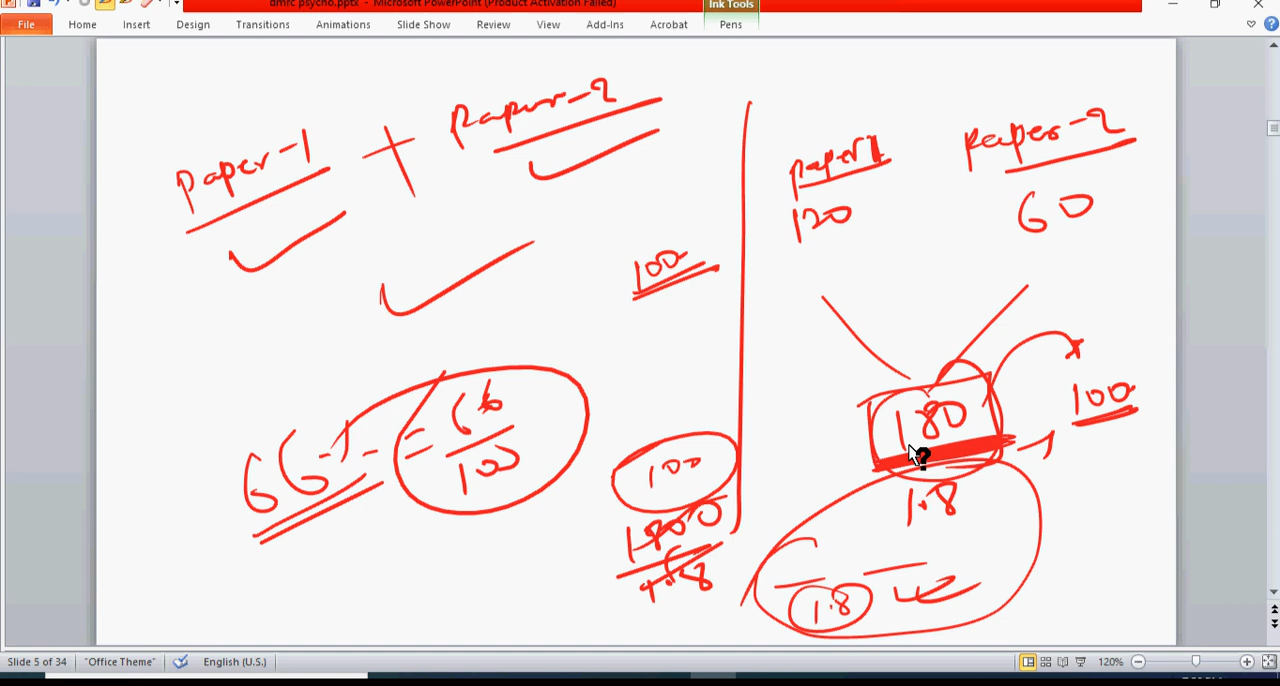 dmrc psycho.pptx - Microsoft PowerPoint (Product Activation Failed)
Ink Tools
File Home Insert Design Transitions Animations Slide Show Review View Add-Ins Acrobat Pens
Paper-1 + Paper-2
100
66
66
100
100
1800
1.8
Paper 1 Paper-2
120 60
180
100
1.8
1.8
Slide 5 of 34 "Office Theme" English (U.S.) 120%